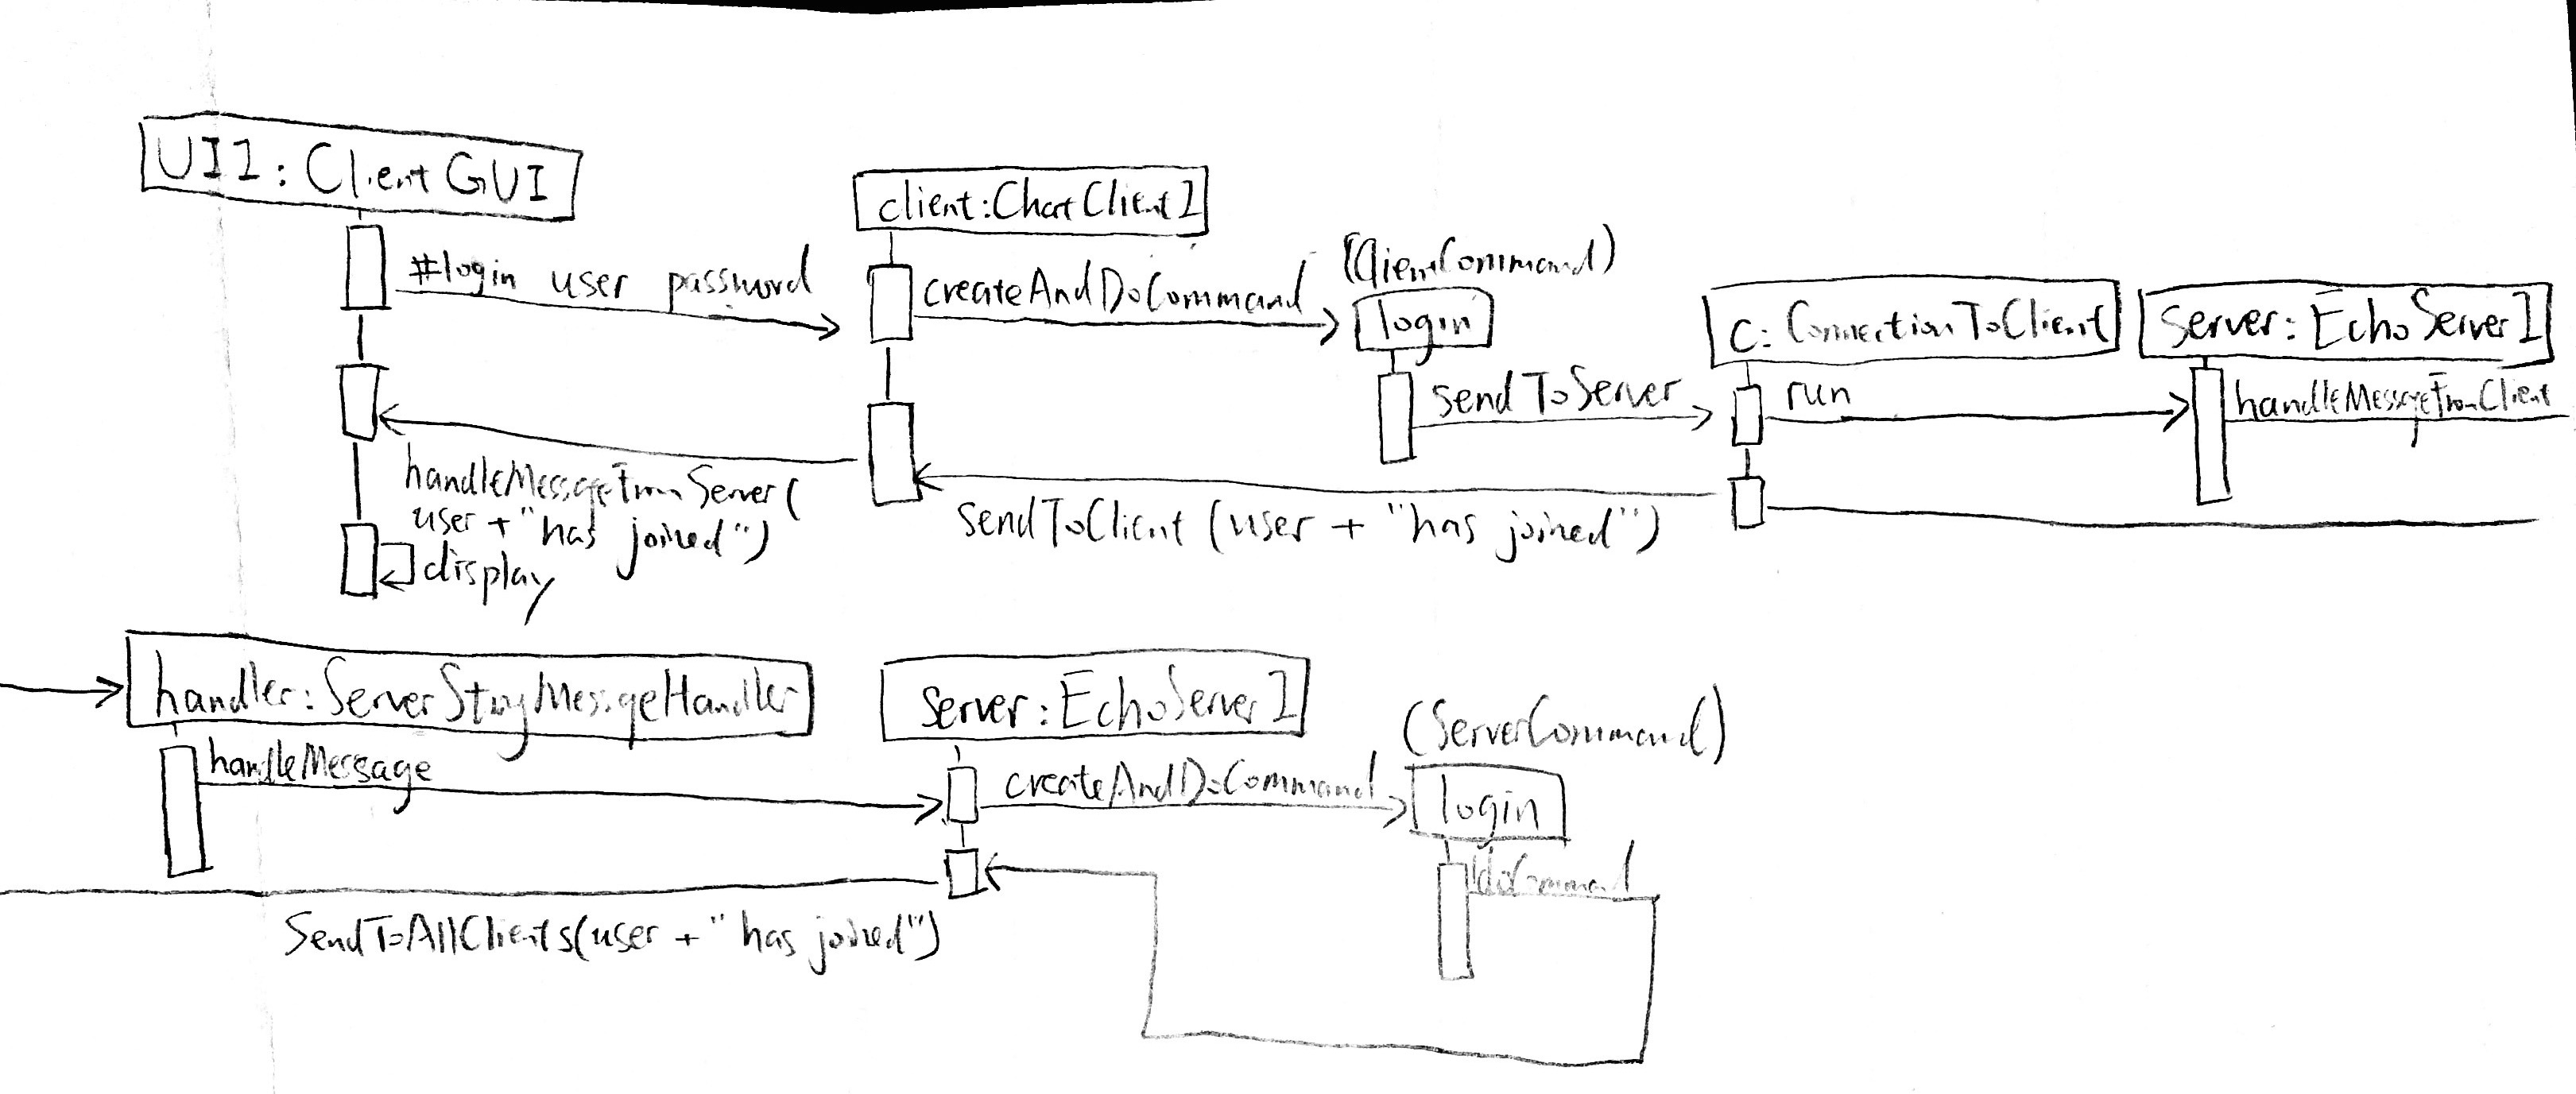 UI1: ClientGUI
client:ChatClient1
#login user password
createAndDoCommand
(ClientCommand)
login
c: ConnectionToClient
server: EchoServer1
sendToServer
run
handleMessageFromClient
handleMessageFromServer(
user + "has joined")
sendToClient (user + "has joined")
display
handler: ServerStringMessageHandler
server: EchoServer1
(ServerCommand)
handleMessage
createAndDoCommand
login
doCommand
SendToAllClients(user + "has joined")